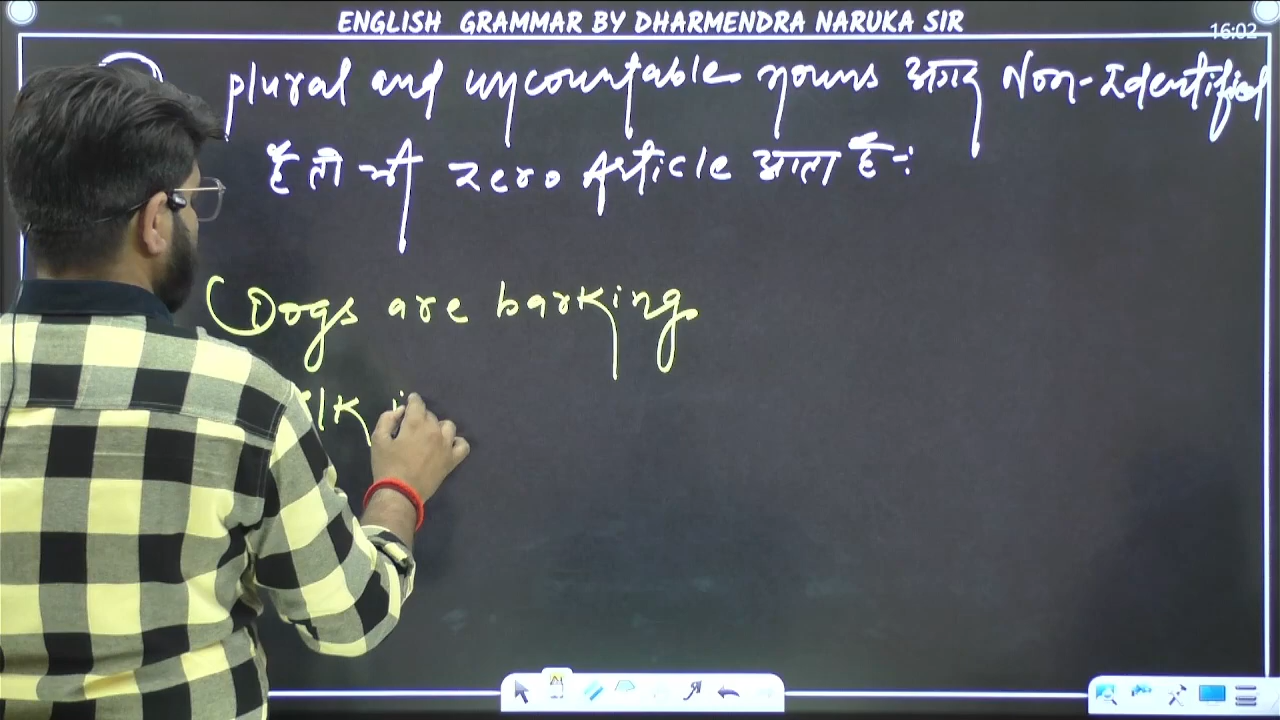 ENGLISH GRAMMAR BY DHARMENDRA NARUKA SIR
16:02
plural and uncountable nouns अगर Non-Identified
है तो भी zero Article आता है -:
Dogs are barking